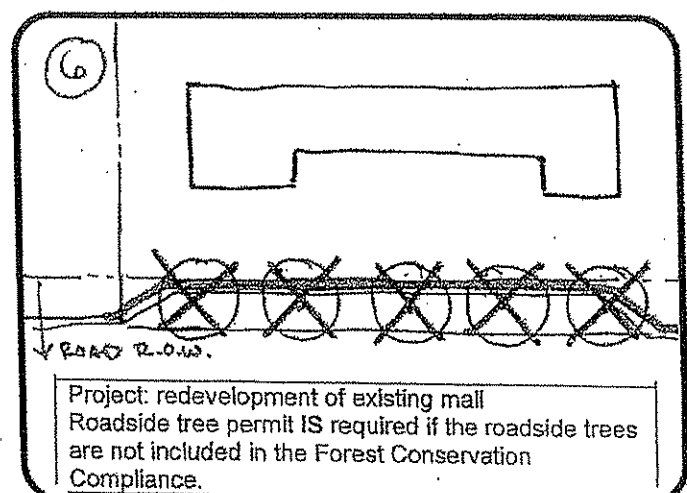 6
ROAD R.O.W.
Project: redevelopment of existing mall
Roadside tree permit IS required if the roadside trees
are not included in the Forest Conservation
Compliance.